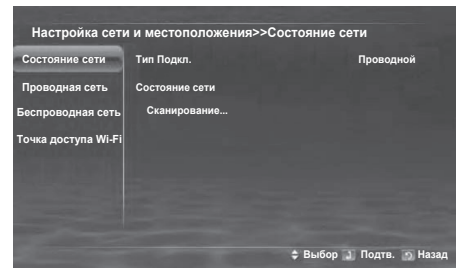 Настройка сети и местоположения>>Состояние сети
Состояние сети
Тип Подкл. Проводной
Проводная сеть
Состояние сети
Беспроводная сеть
Сканирование...
Точка доступа Wi-Fi
Выбор Подтв. Назад